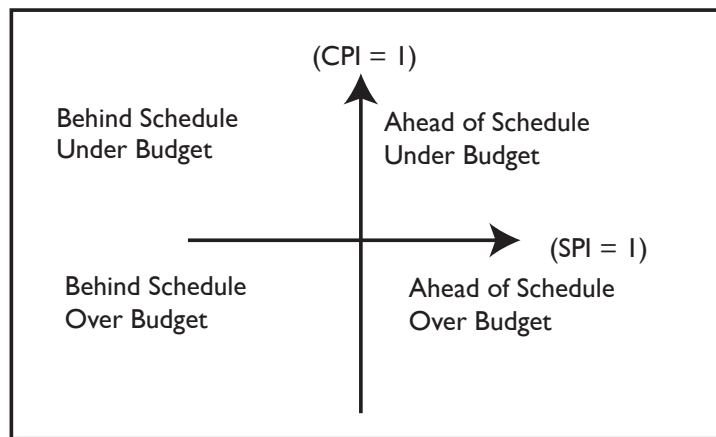 (CPI = 1)
Behind Schedule
Under Budget
Ahead of Schedule
Under Budget
(SPI = 1)
Behind Schedule
Over Budget
Ahead of Schedule
Over Budget